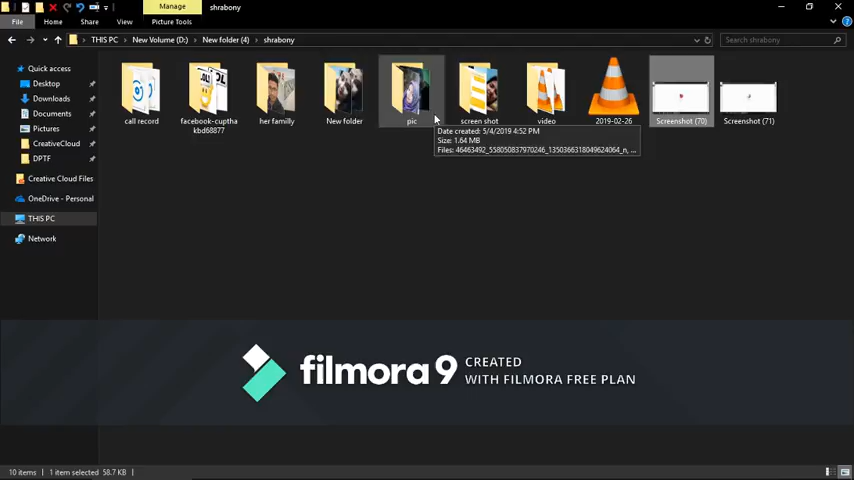 Manage
File
Home
Share
View
Picture Tools
THIS PC
New Volume (D:)
New folder (4)
shrabony
Search shrabony
Quick access
Desktop
Downloads
Documents
Pictures
CreativeCloud
DPTF
Creative Cloud Files
OneDrive - Personal
THIS PC
Network
call record
facebook-cuptha
kbd68877
her familly
New folder
pic
screen shot
video
2019-02-26
Screenshot (70)
Screenshot (71)
Date created: 5/4/2019 4:52 PM
Size: 1.64 MB
Files: 46463492_558050837970246_1350366318049624064_n, ...
filmora 9
CREATED
WITH FILMORA FREE PLAN
10 items
1 item selected 58.7 KB